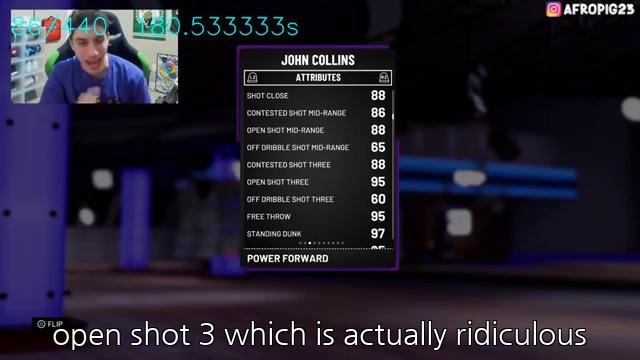 86/440 180.533333s
AFROPIG23
JOHN COLLINS
ATTRIBUTES
SHOT CLOSE 88
CONTESTED SHOT MID-RANGE 86
OPEN SHOT MID-RANGE 88
OFF DRIBBLE SHOT MID-RANGE 65
CONTESTED SHOT THREE 88
OPEN SHOT THREE 95
OFF DRIBBLE SHOT THREE 60
FREE THROW 95
STANDING DUNK 97
POWER FORWARD
FLIP
open shot 3 which is actually ridiculous